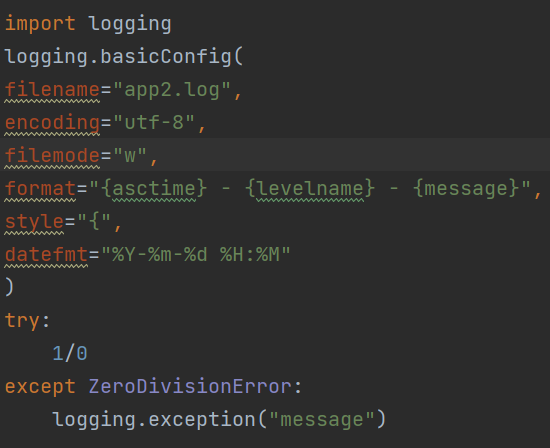 import logging
logging.basicConfig(
filename="app2.log",
encoding="utf-8",
filemode="w",
format="{asctime} - {levelname} - {message}",
style="{",
datefmt="%Y-%m-%d %H:%M"
)
try:
    1/0
except ZeroDivisionError:
    logging.exception("message")